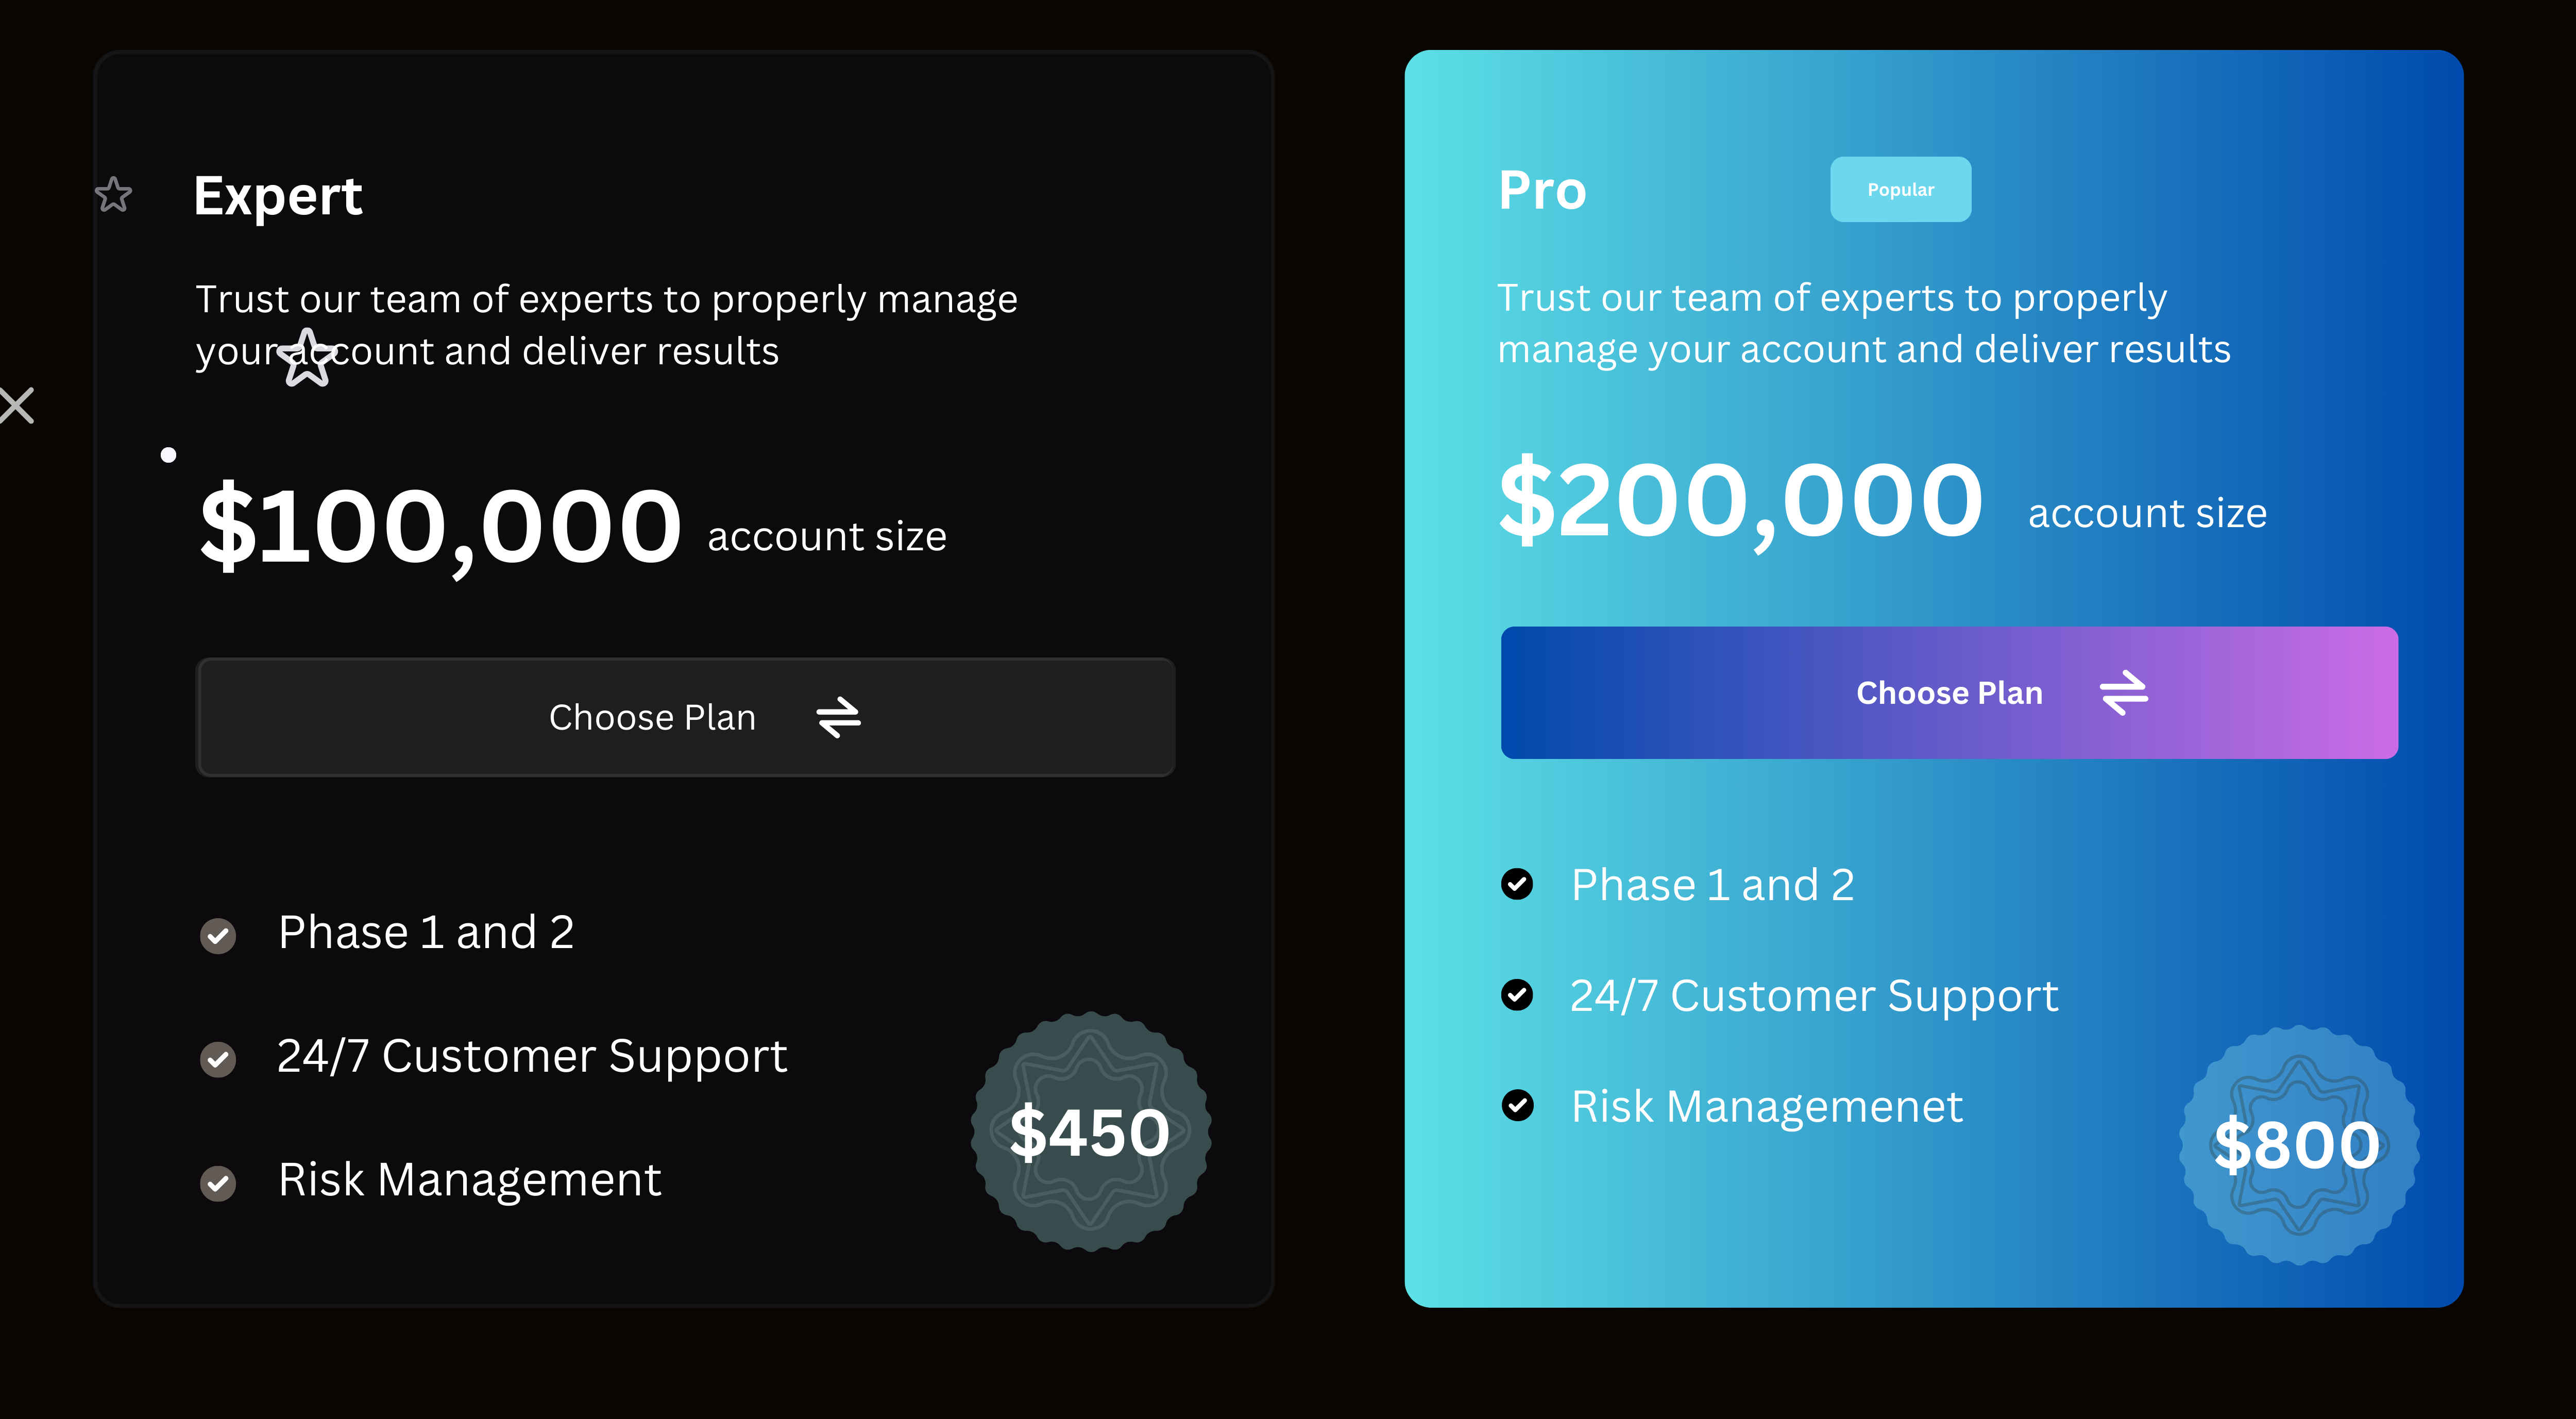 Expert
Trust our team of experts to properly manage
your account and deliver results
$100,000 account size
Choose Plan
Phase 1 and 2
24/7 Customer Support
Risk Management
$450
Pro
Popular
Trust our team of experts to properly
manage your account and deliver results
$200,000 account size
Choose Plan
Phase 1 and 2
24/7 Customer Support
Risk Managemenet
$800